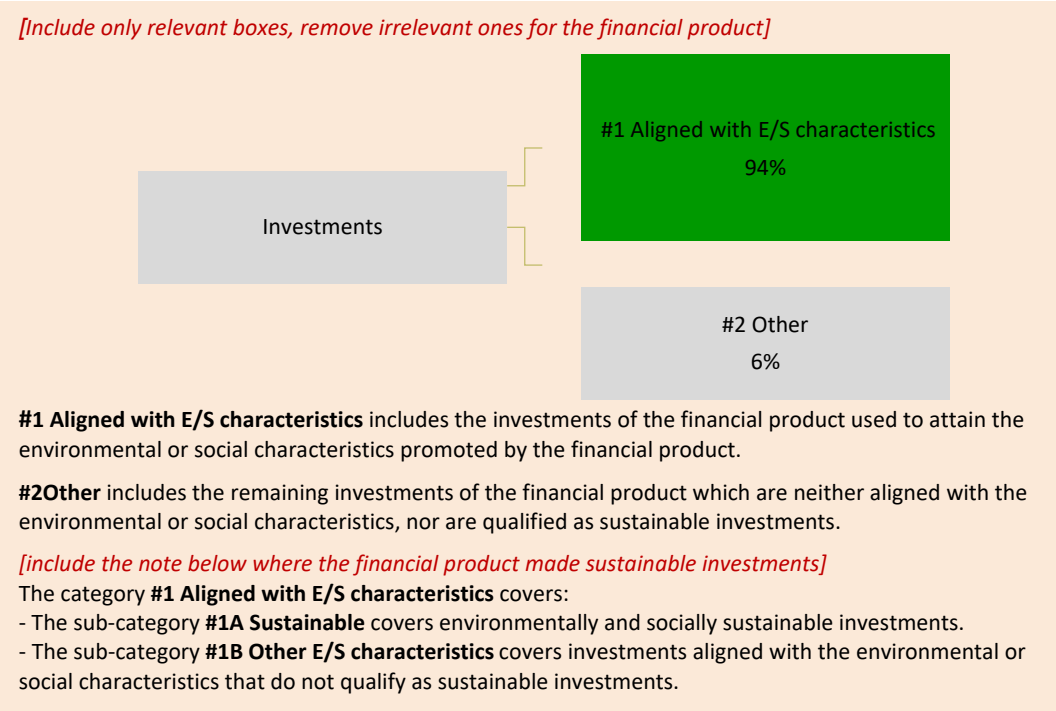 [Include only relevant boxes, remove irrelevant ones for the financial product]
#1 Aligned with E/S characteristics
94%
Investments
#2 Other
6%
#1 Aligned with E/S characteristics includes the investments of the financial product used to attain the
environmental or social characteristics promoted by the financial product.
#2Other includes the remaining investments of the financial product which are neither aligned with the
environmental or social characteristics, nor are qualified as sustainable investments.
[include the note below where the financial product made sustainable investments]
The category #1 Aligned with E/S characteristics covers:
- The sub-category #1A Sustainable covers environmentally and socially sustainable investments.
- The sub-category #1B Other E/S characteristics covers investments aligned with the environmental or
social characteristics that do not qualify as sustainable investments.